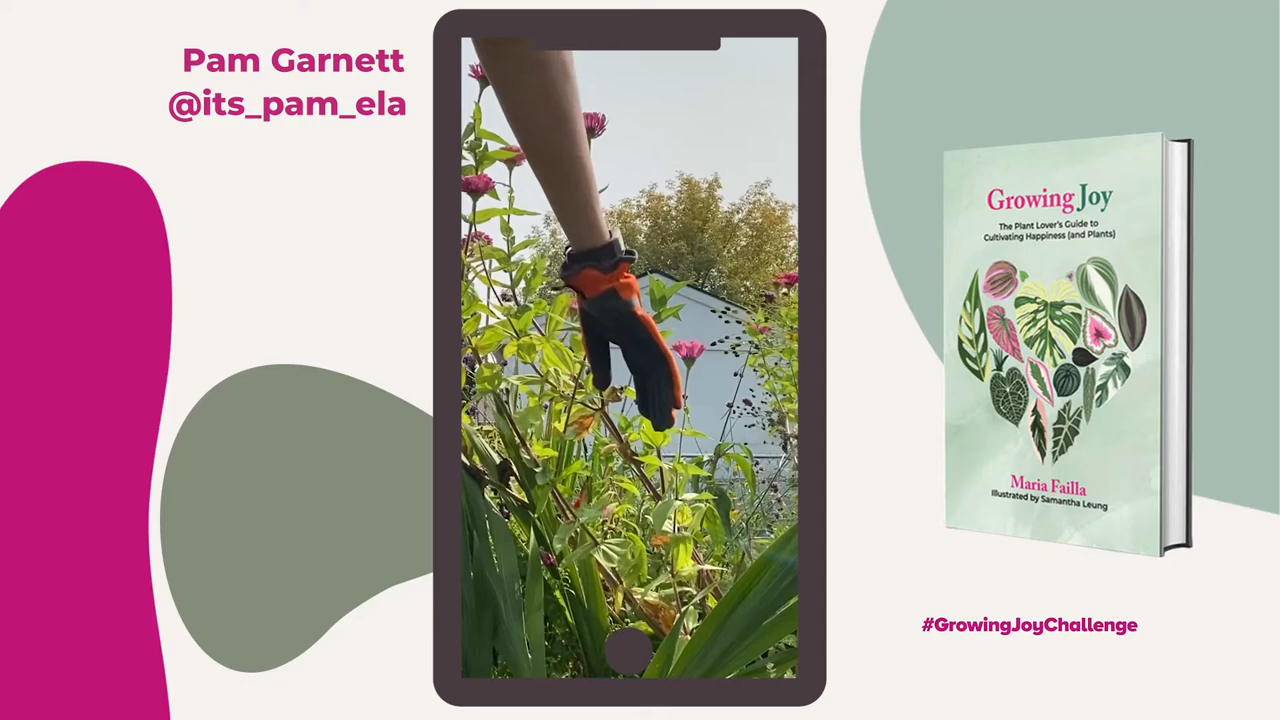 Pam Garnett
@its_pam_ela
Growing Joy
The Plant Lover's Guide to
Cultivating Happiness (and Plants)
Maria Failla
Illustrated by Samantha Leung
#GrowingJoyChallenge